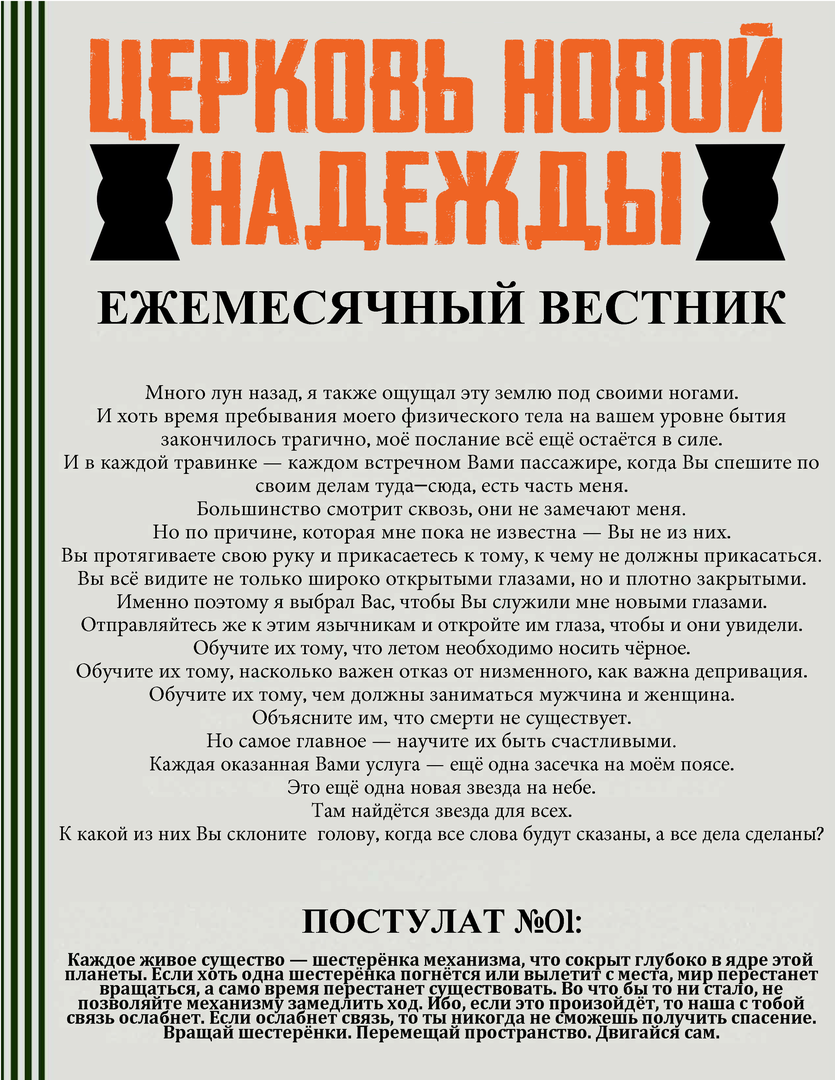 ЦЕРКОВЬ НОВОЙ
НАДЕЖДЫ
ЕЖЕМЕСЯЧНЫЙ ВЕСТНИК
Много лун назад, я также ощущал эту землю под своими ногами.
И хоть время пребывания моего физического тела на вашем уровне бытия
закончилось трагично, моё послание всё ещё остаётся в силе.
И в каждой травинке — каждом встречном Вами пассажире, когда Вы спешите по
своим делам туда–сюда, есть часть меня.
Большинство смотрит сквозь, они не замечают меня.
Но по причине, которая мне пока не известна — Вы не из них.
Вы протягиваете свою руку и прикасаетесь к тому, к чему не должны прикасаться.
Вы всё видите не только широко открытыми глазами, но и плотно закрытыми.
Именно поэтому я выбрал Вас, чтобы Вы служили мне новыми глазами.
Отправляйтесь же к этим язычникам и откройте им глаза, чтобы и они увидели.
Обучите их тому, что летом необходимо носить чёрное.
Обучите их тому, насколько важен отказ от низменного, как важна депривация.
Обучите их тому, чем должны заниматься мужчина и женщина.
Объясните им, что смерти не существует.
Но самое главное — научите их быть счастливыми.
Каждая оказанная Вами услуга — ещё одна засечка на моём поясе.
Это ещё одна новая звезда на небе.
Там найдётся звезда для всех.
К какой из них Вы склоните голову, когда все слова будут сказаны, а все дела сделаны?
ПОСТУЛАТ №01:
Каждое живое существо — шестерёнка механизма, что сокрыт глубоко в ядре этой
планеты. Если хоть одна шестерёнка погнётся или вылетит с места, мир перестанет
вращаться, а само время перестанет существовать. Во что бы то ни стало, не
позволяйте механизму замедлить ход. Ибо, если это произойдёт, то наша с тобой
связь ослабнет. Если ослабнет связь, то ты никогда не сможешь получить спасение.
Вращай шестерёнки. Перемещай пространство. Двигайся сам.